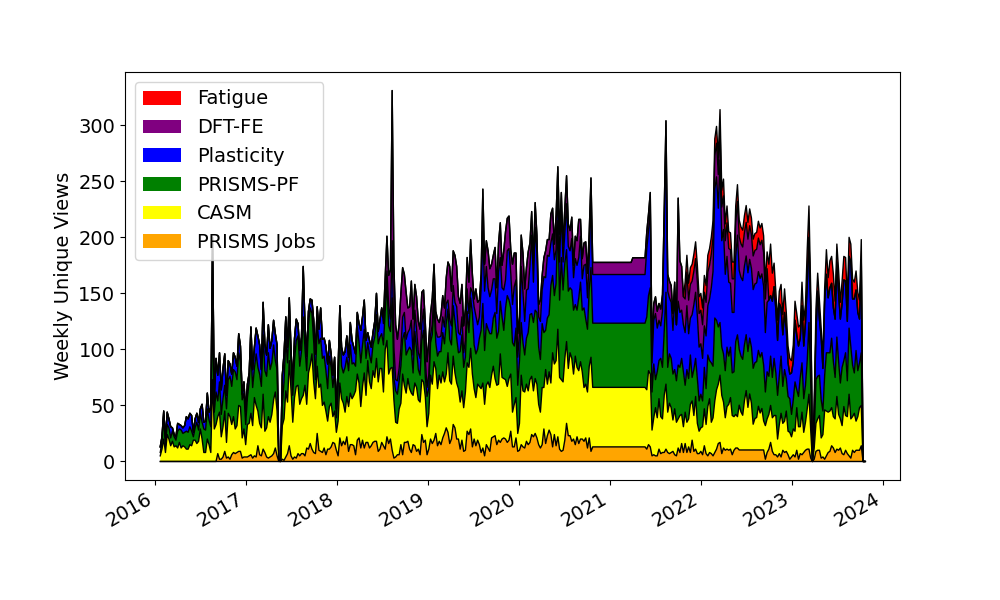 Fatigue
DFT-FE
Plasticity
PRISMS-PF
CASM
PRISMS Jobs
Weekly Unique Views
300
250
200
150
100
50
0
2016
2017
2018
2019
2020
2021
2022
2023
2024